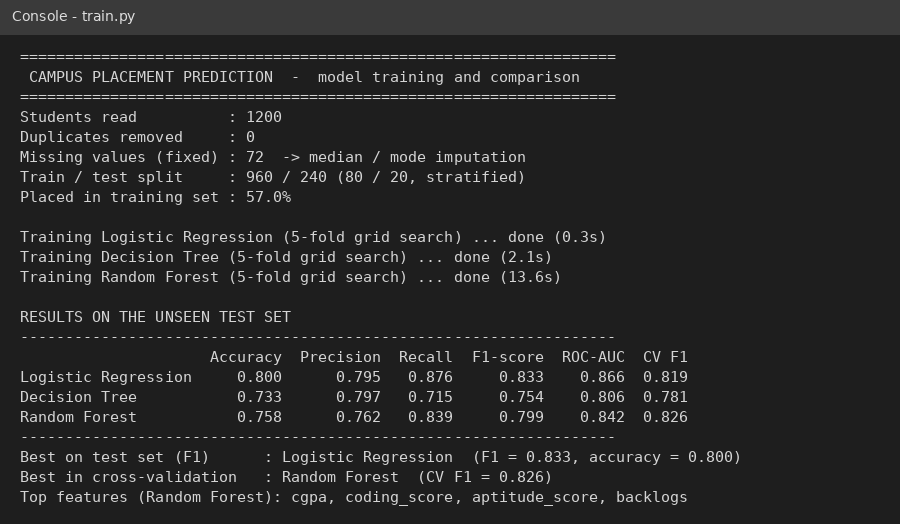 Console - train.py
==================================================================
CAMPUS PLACEMENT PREDICTION  -  model training and comparison
==================================================================
Students read          : 1200
Duplicates removed     : 0
Missing values (fixed) : 72  -> median / mode imputation
Train / test split     : 960 / 240 (80 / 20, stratified)
Placed in training set : 57.0%
Training Logistic Regression (5-fold grid search) ... done (0.3s)
Training Decision Tree (5-fold grid search) ... done (2.1s)
Training Random Forest (5-fold grid search) ... done (13.6s)
RESULTS ON THE UNSEEN TEST SET
------------------------------------------------------------------
                     Accuracy  Precision  Recall  F1-score  ROC-AUC  CV F1
Logistic Regression     0.800      0.795   0.876     0.833    0.866  0.819
Decision Tree           0.733      0.797   0.715     0.754    0.806  0.781
Random Forest           0.758      0.762   0.839     0.799    0.842  0.826
------------------------------------------------------------------
Best on test set (F1)      : Logistic Regression  (F1 = 0.833, accuracy = 0.800)
Best in cross-validation   : Random Forest  (CV F1 = 0.826)
Top features (Random Forest): cgpa, coding_score, aptitude_score, backlogs